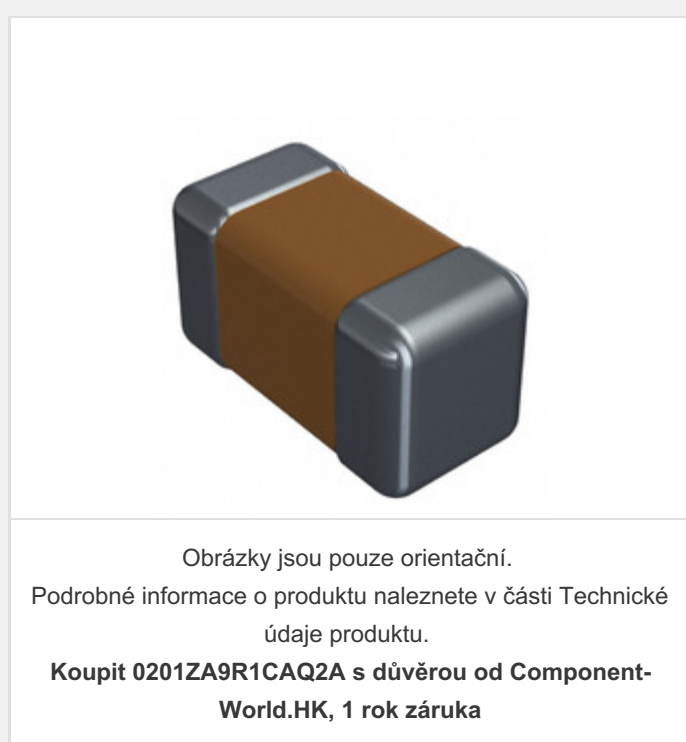 Obrázky jsou pouze orientační.
Podrobné informace o produktu naleznete v části Technické
údaje produktu.
Koupit 0201ZA9R1CAQ2A s důvěrou od Component-
World.HK, 1 rok záruka